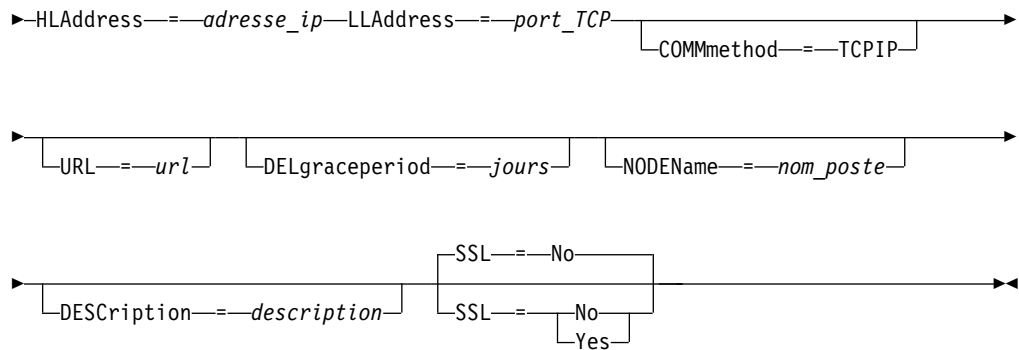 HLAddress = adresse_ip LLAddress = port_TCP
COMMmethod = TCPIP
URL = url DELgraceperiod = jours NODEName = nom_poste
SSL = No
DESCription = description SSL = No
Yes